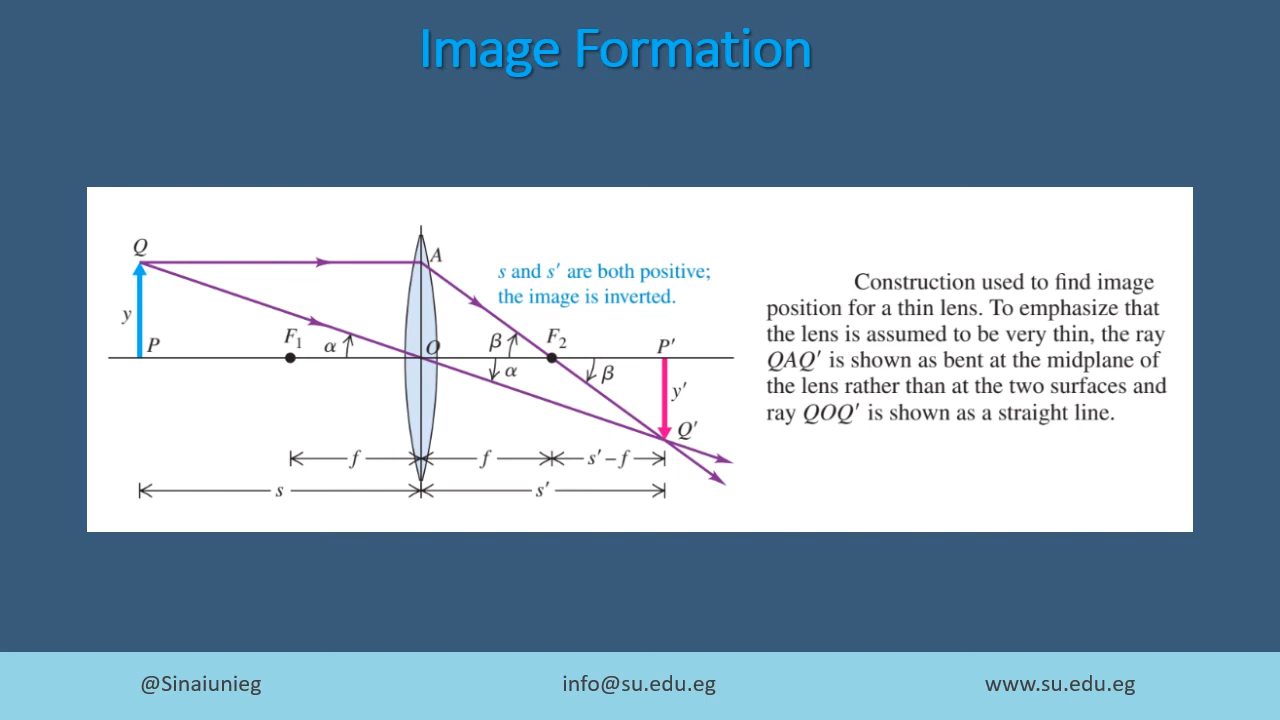 Image Formation
Q
A
s and s′ are both positive;
the image is inverted.
y
P
F₁
α
O
β
F₂
P′
α
β
y′
Q′
f
f
s′ − f
s
s′
Construction used to find image
position for a thin lens. To emphasize that
the lens is assumed to be very thin, the ray
QAQ′ is shown as bent at the midplane of
the lens rather than at the two surfaces and
ray QOQ′ is shown as a straight line.
@Sinaiunieg
info@su.edu.eg
www.su.edu.eg